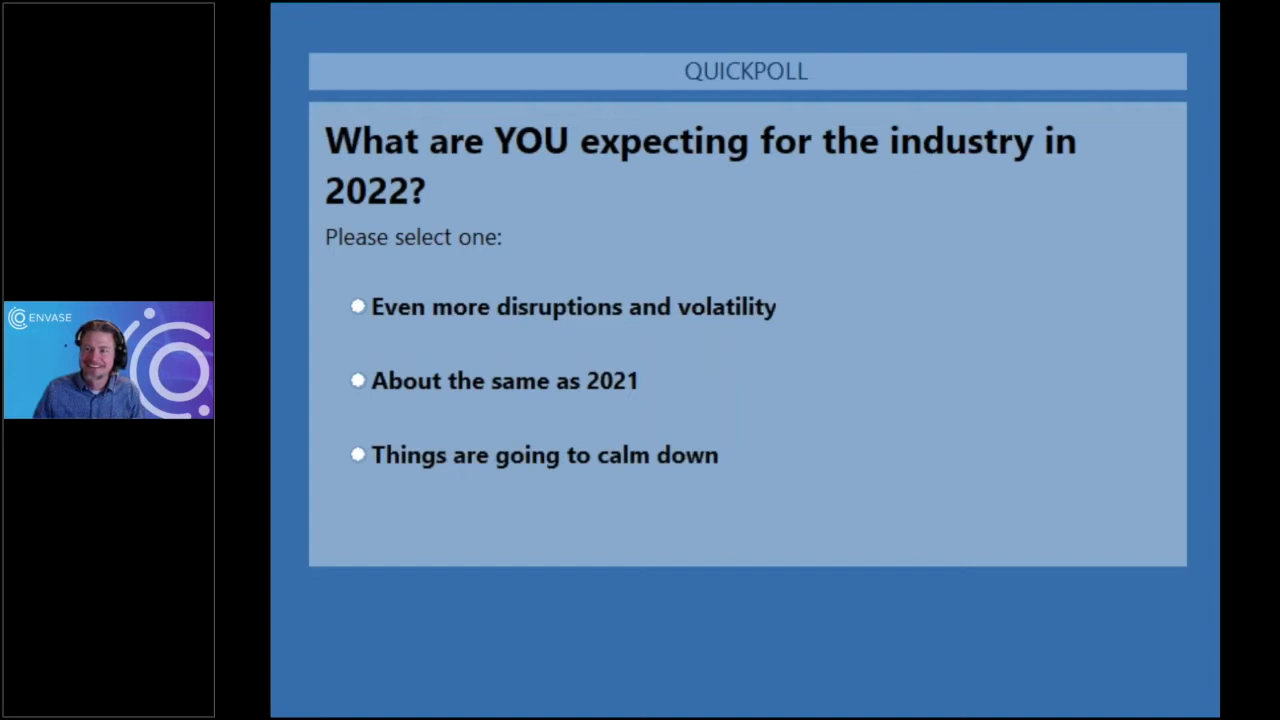 ENVASE
QUICKPOLL
What are YOU expecting for the industry in
2022?
Please select one:
Even more disruptions and volatility
About the same as 2021
Things are going to calm down